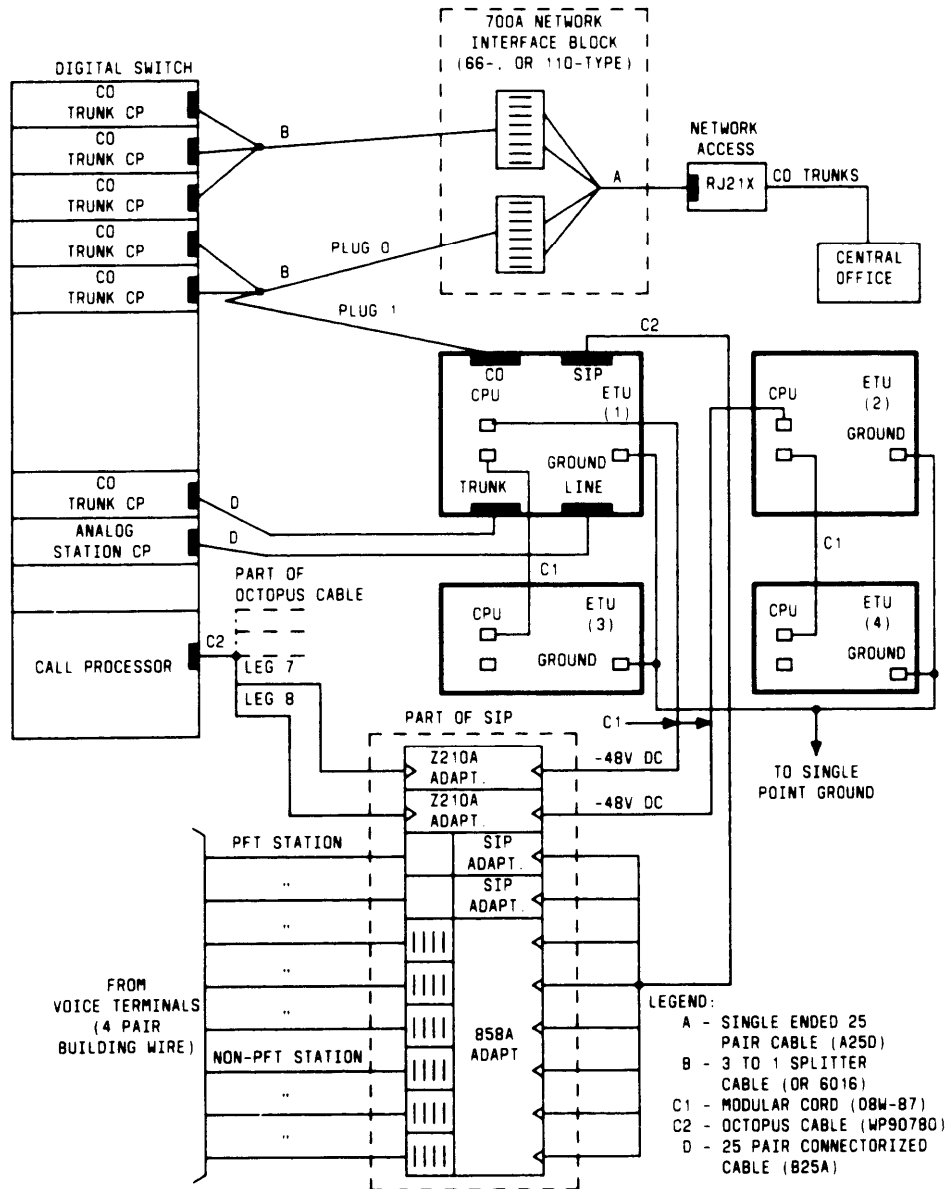 700A NETWORK
INTERFACE BLOCK
(66-, OR 110-TYPE)
DIGITAL SWITCH
CO
TRUNK CP
CO
TRUNK CP
CO
TRUNK CP
CO
TRUNK CP
CO
TRUNK CP
B
B
PLUG 0
PLUG 1
A
NETWORK
ACCESS
RJ21X
CO TRUNKS
CENTRAL
OFFICE
C2
CO
SIP
CPU
ETU
(1)
GROUND
TRUNK
LINE
CPU
ETU
(2)
GROUND
CO
TRUNK CP
ANALOG
STATION CP
D
D
C1
C1
PART OF
OCTOPUS CABLE
CPU
ETU
(3)
GROUND
CPU
ETU
(4)
GROUND
CALL PROCESSOR
C2
LEG 7
LEG 8
PART OF SIP
C1
TO SINGLE
POINT GROUND
Z210A
ADAPT.
-48V DC
Z210A
ADAPT.
-48V DC
PFT STATION
SIP
ADAPT.
"
SIP
ADAPT.
"
"
"
858A
ADAPT
NON-PFT STATION
"
"
FROM
VOICE TERMINALS
(4 PAIR
BUILDING WIRE)
LEGEND:
A - SINGLE ENDED 25
PAIR CABLE (A25D)
B - 3 TO 1 SPLITTER
CABLE (OR 6016)
C1 - MODULAR CORD (D8W-87)
C2 - OCTOPUS CABLE (WP90780)
D - 25 PAIR CONNECTORIZED
CABLE (B25A)